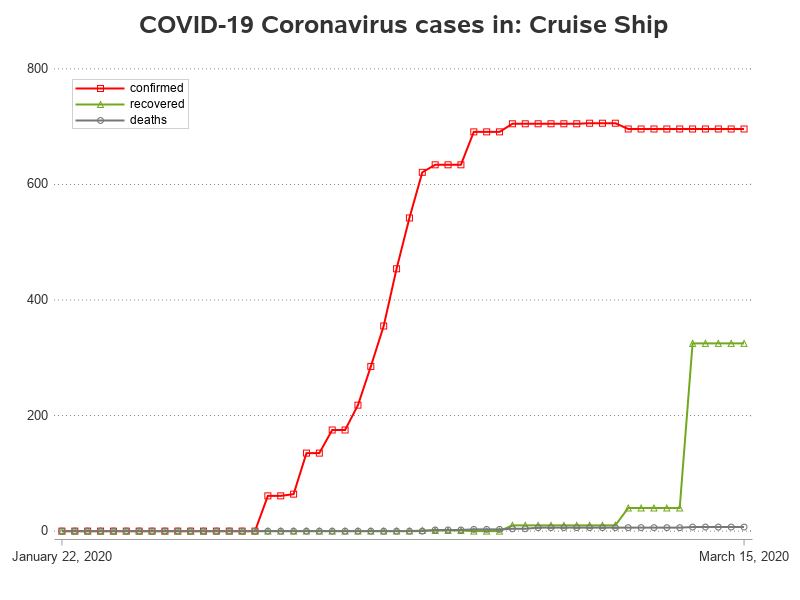 COVID-19 Coronavirus cases in: Cruise Ship
800
confirmed
recovered
deaths
600
400
200
0
January 22, 2020
March 15, 2020